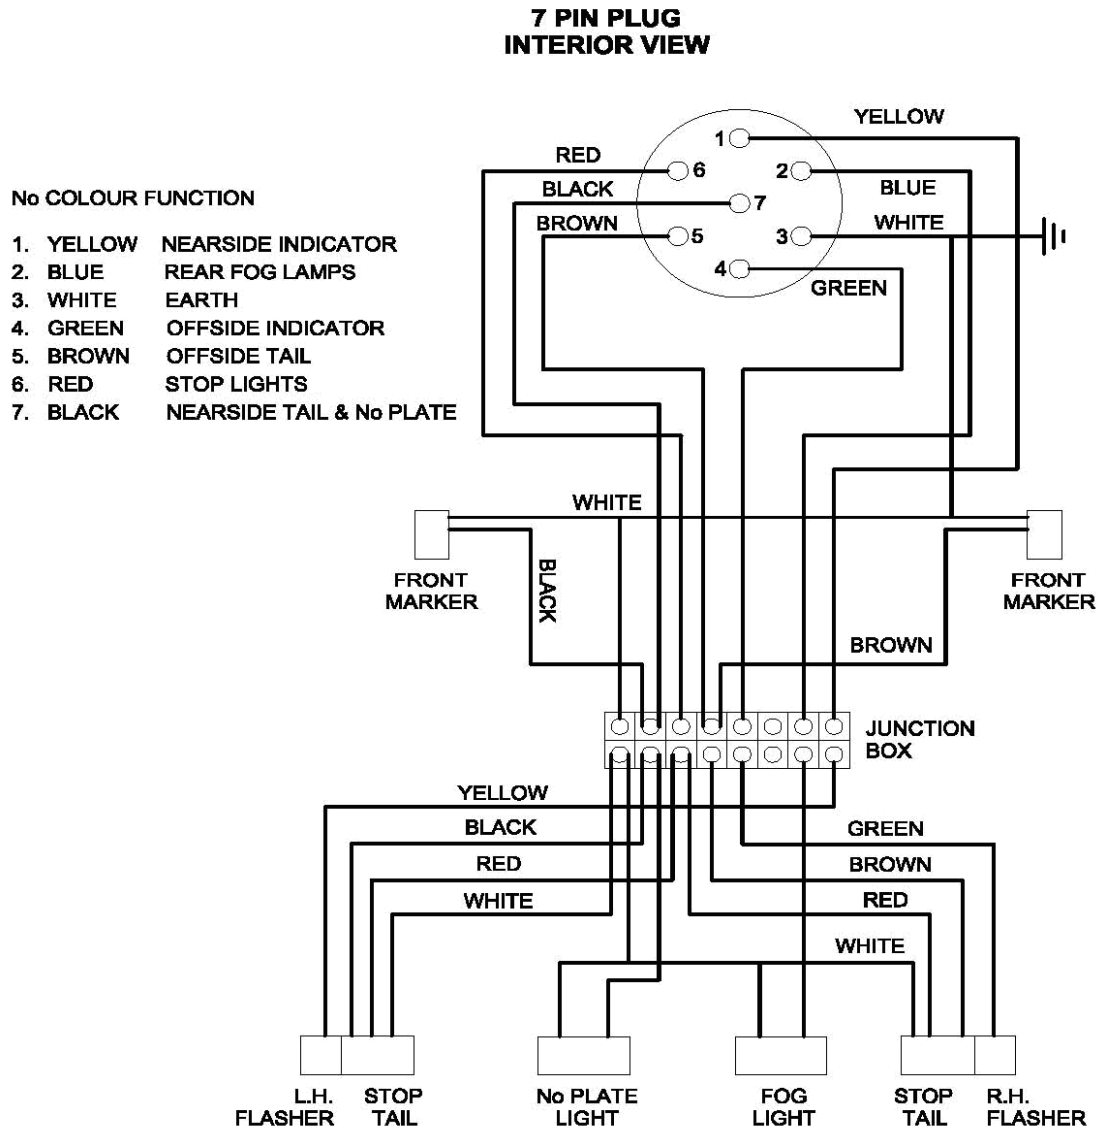 7 PIN PLUG
INTERIOR VIEW
YELLOW
1
RED
6
2
BLACK
BLUE
7
BROWN
WHITE
5
3
4
GREEN
No COLOUR FUNCTION
1. YELLOW NEARSIDE INDICATOR
2. BLUE REAR FOG LAMPS
3. WHITE EARTH
4. GREEN OFFSIDE INDICATOR
5. BROWN OFFSIDE TAIL
6. RED STOP LIGHTS
7. BLACK NEARSIDE TAIL & No PLATE
WHITE
FRONT
MARKER
BLACK
FRONT
MARKER
BROWN
JUNCTION
BOX
YELLOW
BLACK
RED
WHITE
GREEN
BROWN
RED
WHITE
L.H.
FLASHER
STOP
TAIL
No PLATE
LIGHT
FOG
LIGHT
STOP
TAIL
R.H.
FLASHER